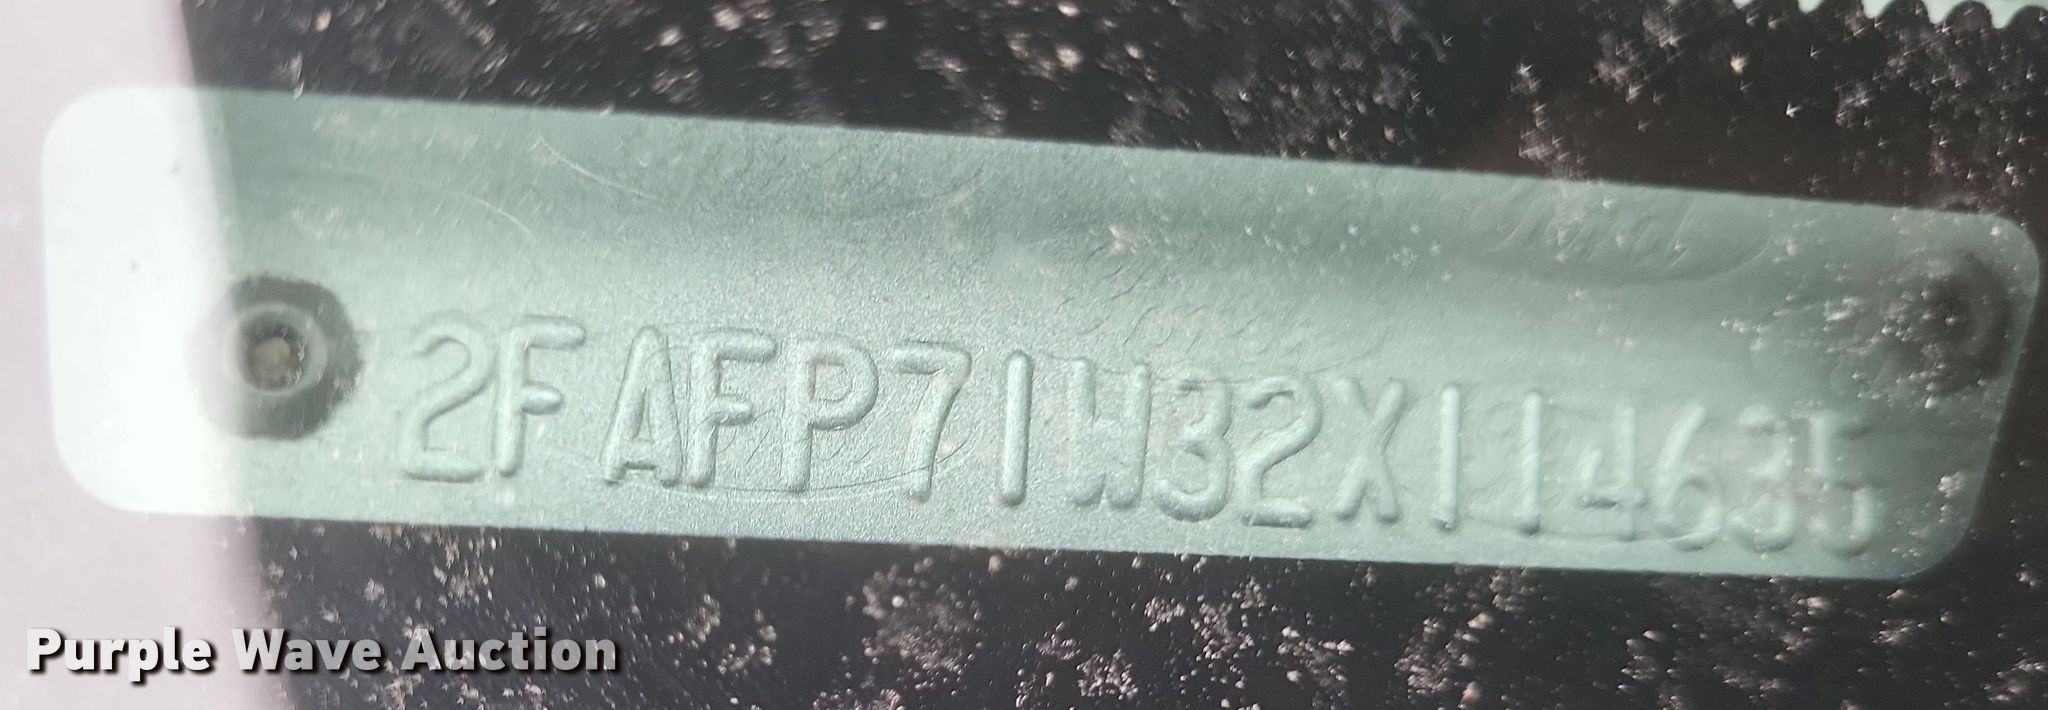 2FAFP71W32X114635
Purple Wave Auction